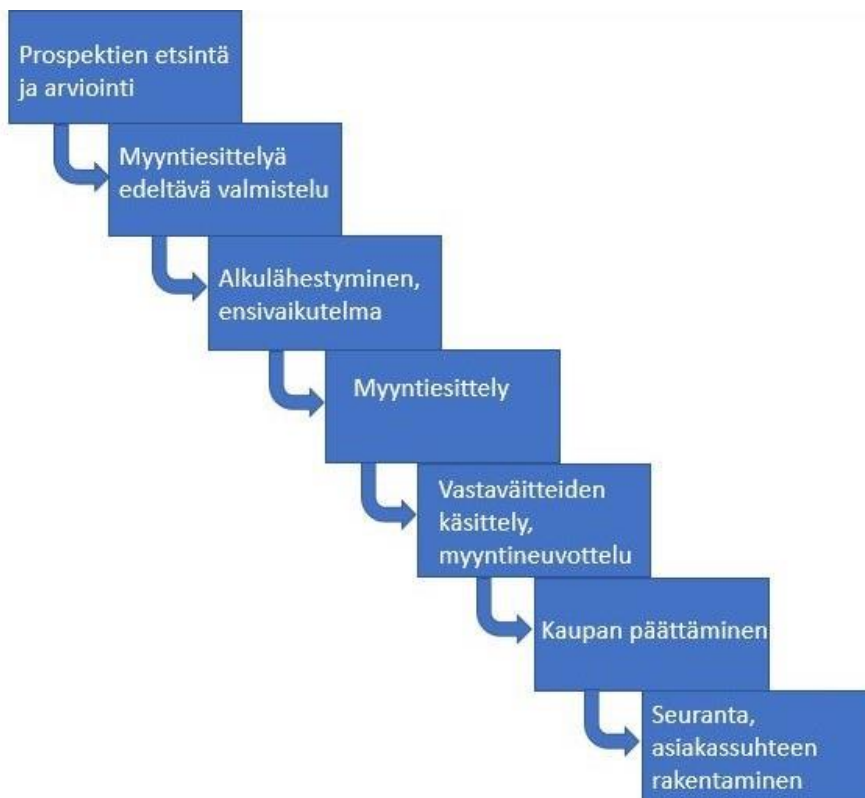 Prospektien etsintä
ja arviointi
Myyntiesittelyä
edeltävä valmistelu
Alkulähestyminen,
ensivaikutelma
Myyntiesittely
Vastaväitteiden
käsittely,
myyntineuvottelu
Kaupan päättäminen
Seuranta,
asiakassuhteen
rakentaminen